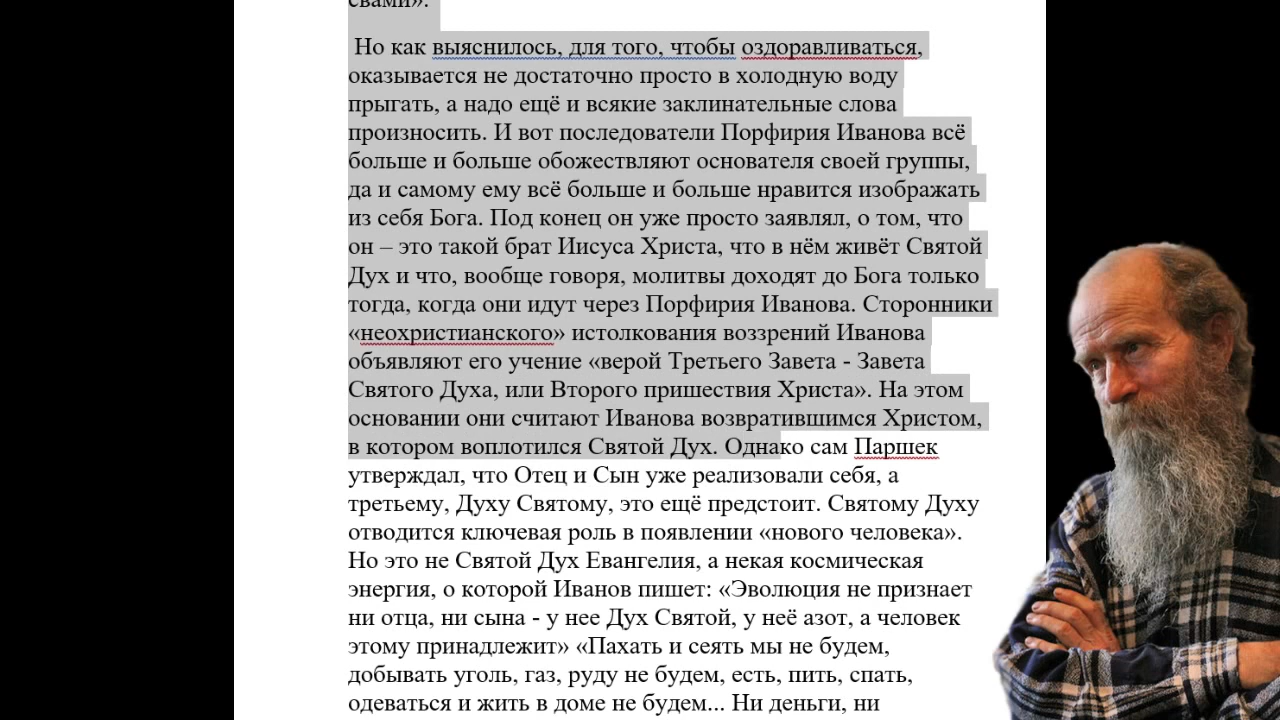 свами».
Но как выяснилось, для того, чтобы оздоравливаться,
оказывается не достаточно просто в холодную воду
прыгать, а надо ещё и всякие заклинательные слова
произносить. И вот последователи Порфирия Иванова всё
больше и больше обожествляют основателя своей группы,
да и самому ему всё больше и больше нравится изображать
из себя Бога. Под конец он уже просто заявлял, о том, что
он – это такой брат Иисуса Христа, что в нём живёт Святой
Дух и что, вообще говоря, молитвы доходят до Бога только
тогда, когда они идут через Порфирия Иванова. Сторонники
«неохристианского» истолкования воззрений Иванова
объявляют его учение «верой Третьего Завета - Завета
Святого Духа, или Второго пришествия Христа». На этом
основании они считают Иванова возвратившимся Христом,
в котором воплотился Святой Дух. Однако сам Паршек
утверждал, что Отец и Сын уже реализовали себя, а
третьему, Духу Святому, это ещё предстоит. Святому Духу
отводится ключевая роль в появлении «нового человека».
Но это не Святой Дух Евангелия, а некая космическая
энергия, о которой Иванов пишет: «Эволюция не признает
ни отца, ни сына - у нее Дух Святой, у неё азот, а человек
этому принадлежит» «Пахать и сеять мы не будем,
добывать уголь, газ, руду не будем, есть, пить, спать,
одеваться и жить в доме не будем... Ни деньги, ни